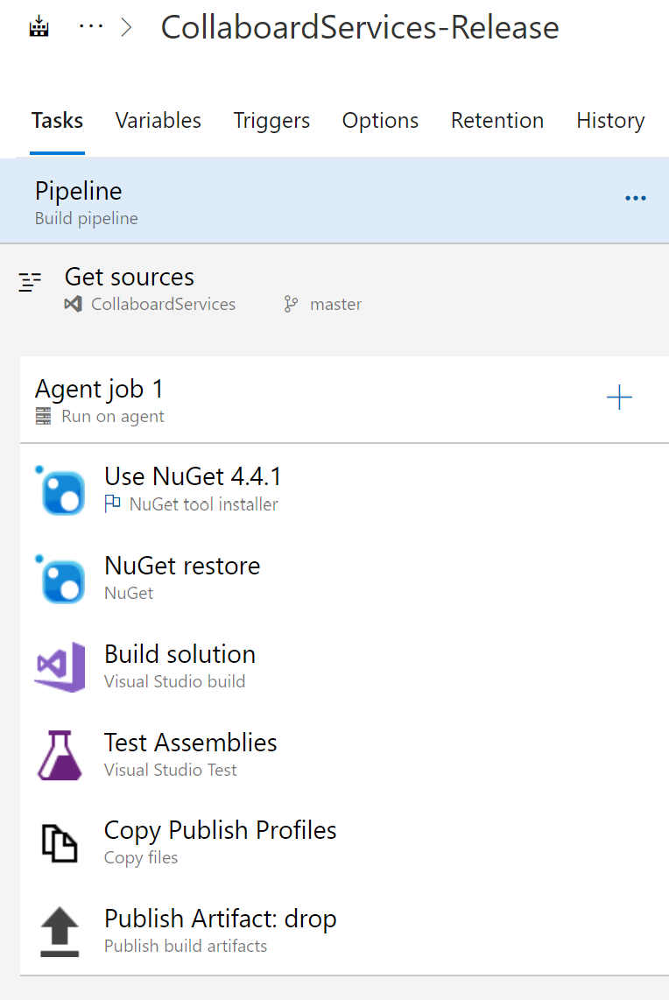 ... > CollaboardServices-Release
Tasks Variables Triggers Options Retention History
Pipeline
...
Build pipeline
Get sources
CollaboardServices master
Agent job 1
+
Run on agent
Use NuGet 4.4.1
NuGet tool installer
NuGet restore
NuGet
Build solution
Visual Studio build
Test Assemblies
Visual Studio Test
Copy Publish Profiles
Copy files
Publish Artifact: drop
Publish build artifacts